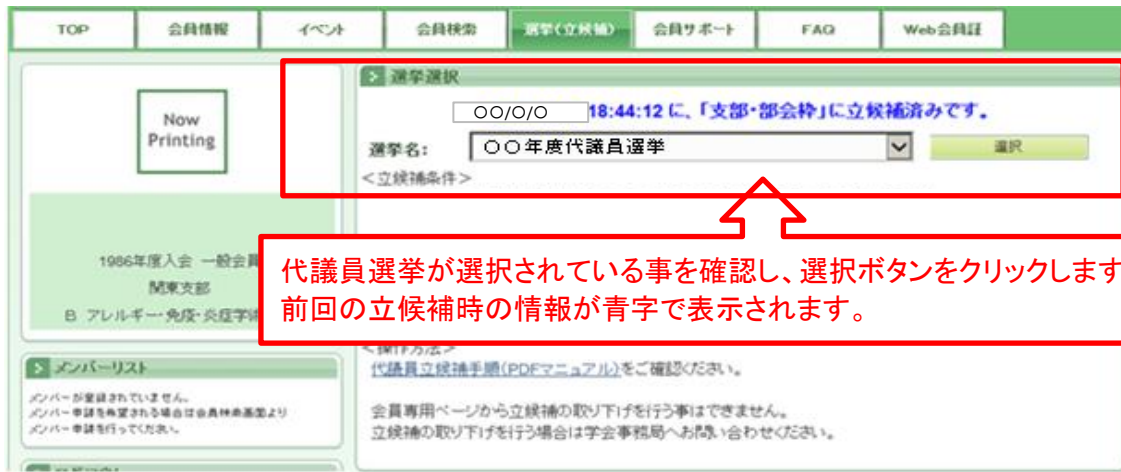 TOP
会員情報
イベント
会員検索
選挙(立候補)
会員サポート
FAQ
Web会員証
選挙選択
〇〇/〇/〇 18:44:12 に、「支部・部会枠」に立候補済みです。
選挙名: 〇〇年度代議員選挙 選択
<立候補条件>
Now
Printing
1986年度入会 一般会員
関東支部
B アレルギー・免疫・炎症学
代議員選挙が選択されている事を確認し、選択ボタンをクリックします
前回の立候補時の情報が青字で表示されます。
<操作方法>
代議員立候補手順(PDFマニュアル)をご確認ください。
会員専用ページから立候補の取り下げを行う事はできません。
立候補の取り下げを行う場合は学会事務局へお問い合わせください。
メンバーリスト
メンバーが登録されていません。
メンバー申請を希望される場合は会員検索画面より
メンバー申請を行ってください。